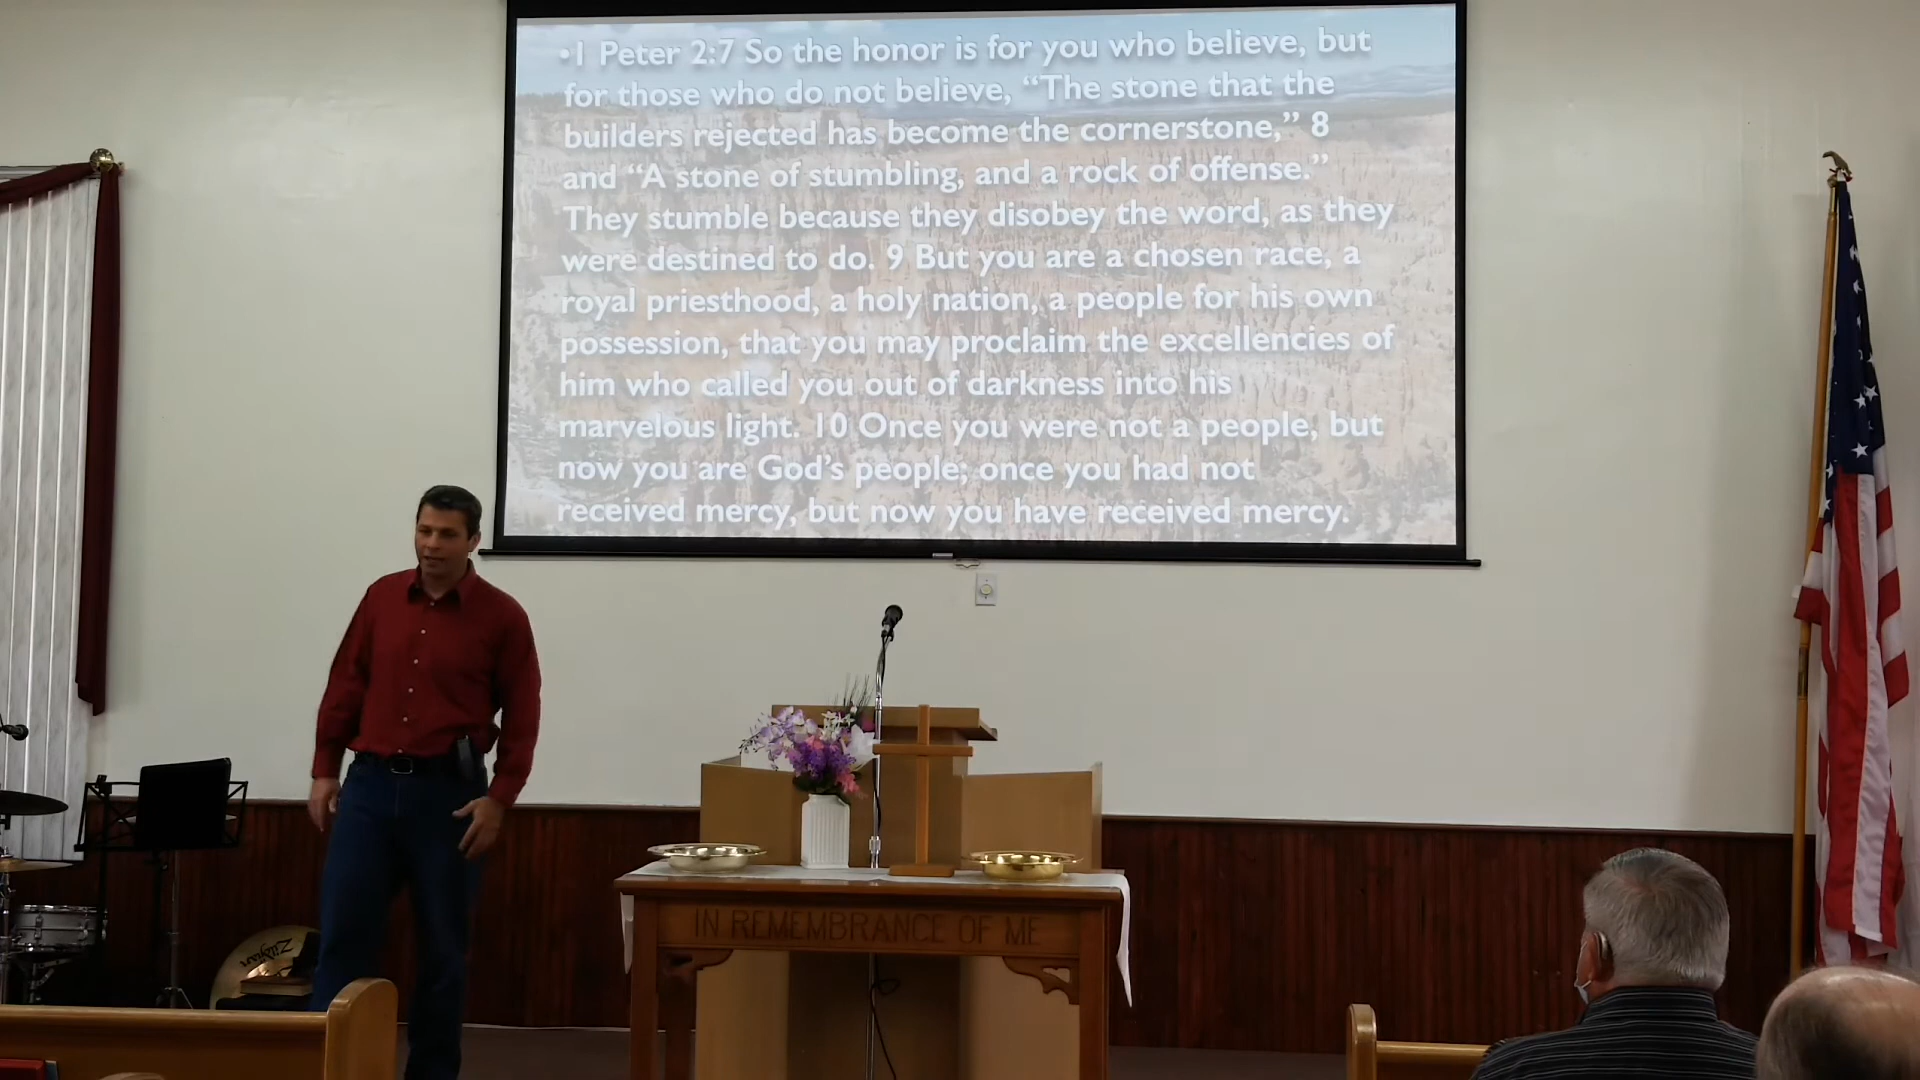 •1 Peter 2:7 So the honor is for you who believe, but
for those who do not believe, “The stone that the
builders rejected has become the cornerstone,” 8
and “A stone of stumbling, and a rock of offense.”
They stumble because they disobey the word, as they
were destined to do. 9 But you are a chosen race, a
royal priesthood, a holy nation, a people for his own
possession, that you may proclaim the excellencies of
him who called you out of darkness into his
marvelous light. 10 Once you were not a people, but
now you are God’s people; once you had not
received mercy, but now you have received mercy.
IN REMEMBRANCE OF ME
Zildjian